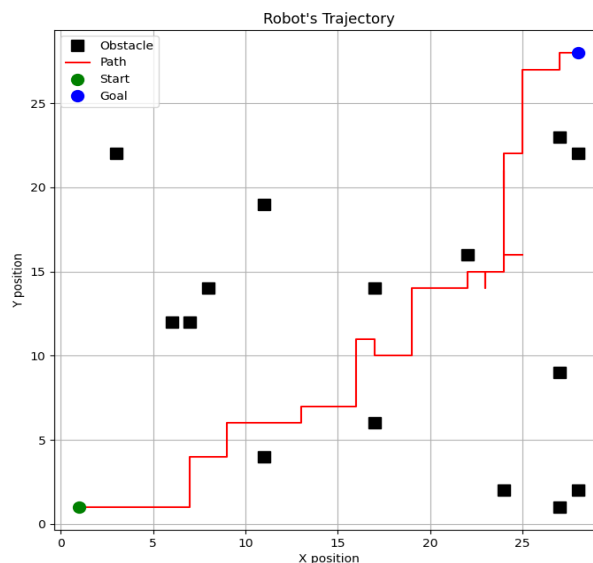 Robot's Trajectory
Obstacle
Path
Start
Goal
Y position
25
20
15
10
5
0
0 5 10 15 20 25
X position